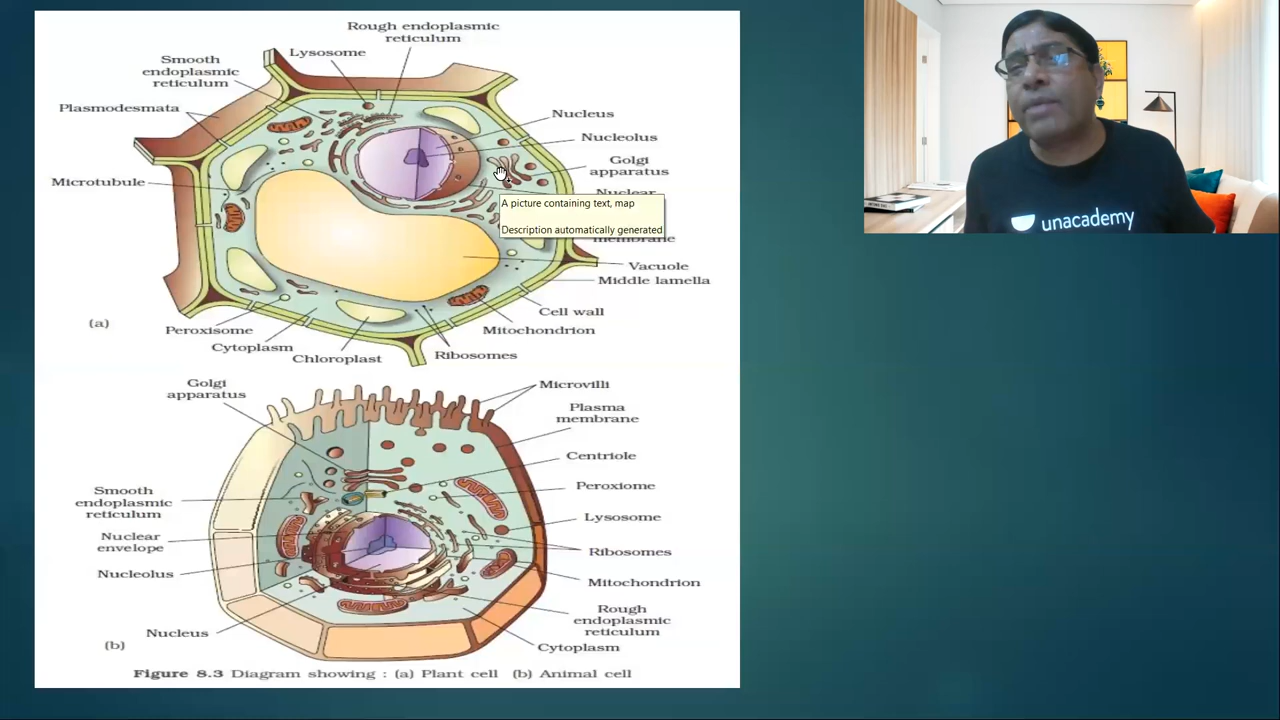 Rough endoplasmic
reticulum
Lysosome
Smooth
endoplasmic
reticulum
Plasmodesmata
Nucleus
Nucleolus
Golgi
apparatus
Microtubule
Nuclear
A picture containing text, map
Description automatically generated
membrane
Vacuole
Middle lamella
Cell wall
Mitochondrion
Ribosomes
Chloroplast
Cytoplasm
Peroxisome
(a)
Golgi
apparatus
Microvilli
Plasma
membrane
Centriole
Peroxiome
Lysosome
Ribosomes
Mitochondrion
Rough
endoplasmic
reticulum
Cytoplasm
Smooth
endoplasmic
reticulum
Nuclear
envelope
Nucleolus
Nucleus
(b)
Figure 8.3 Diagram showing : (a) Plant cell (b) Animal cell
unacademy